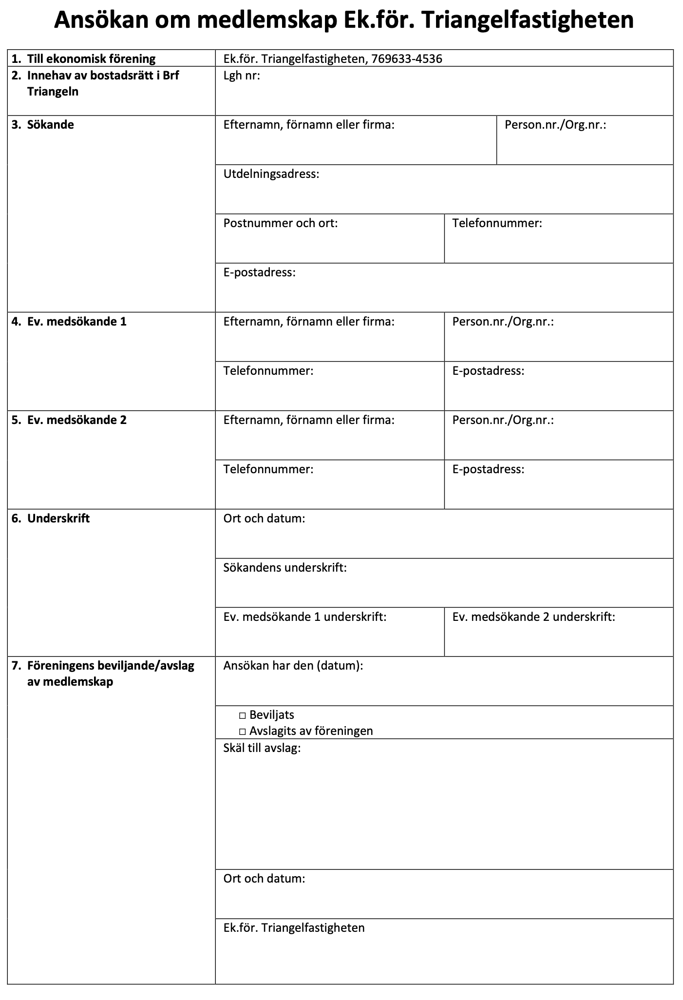 Ansökan om medlemskap Ek.för. Triangelfastigheten
1. Till ekonomisk förening
Ek.för. Triangelfastigheten, 769633-4536
2. Innehav av bostadsrätt i Brf
Triangeln
Lgh nr:
3. Sökande
Efternamn, förnamn eller firma:
Person.nr./Org.nr.:
Utdelningsadress:
Postnummer och ort:
Telefonnummer:
E-postadress:
4. Ev. medsökande 1
Efternamn, förnamn eller firma:
Person.nr./Org.nr.:
Telefonnummer:
E-postadress:
5. Ev. medsökande 2
Efternamn, förnamn eller firma:
Person.nr./Org.nr.:
Telefonnummer:
E-postadress:
6. Underskrift
Ort och datum:
Sökandens underskrift:
Ev. medsökande 1 underskrift:
Ev. medsökande 2 underskrift:
7. Föreningens beviljande/avslag
av medlemskap
Ansökan har den (datum):
□ Beviljats
□ Avslagits av föreningen
Skäl till avslag:
Ort och datum:
Ek.för. Triangelfastigheten